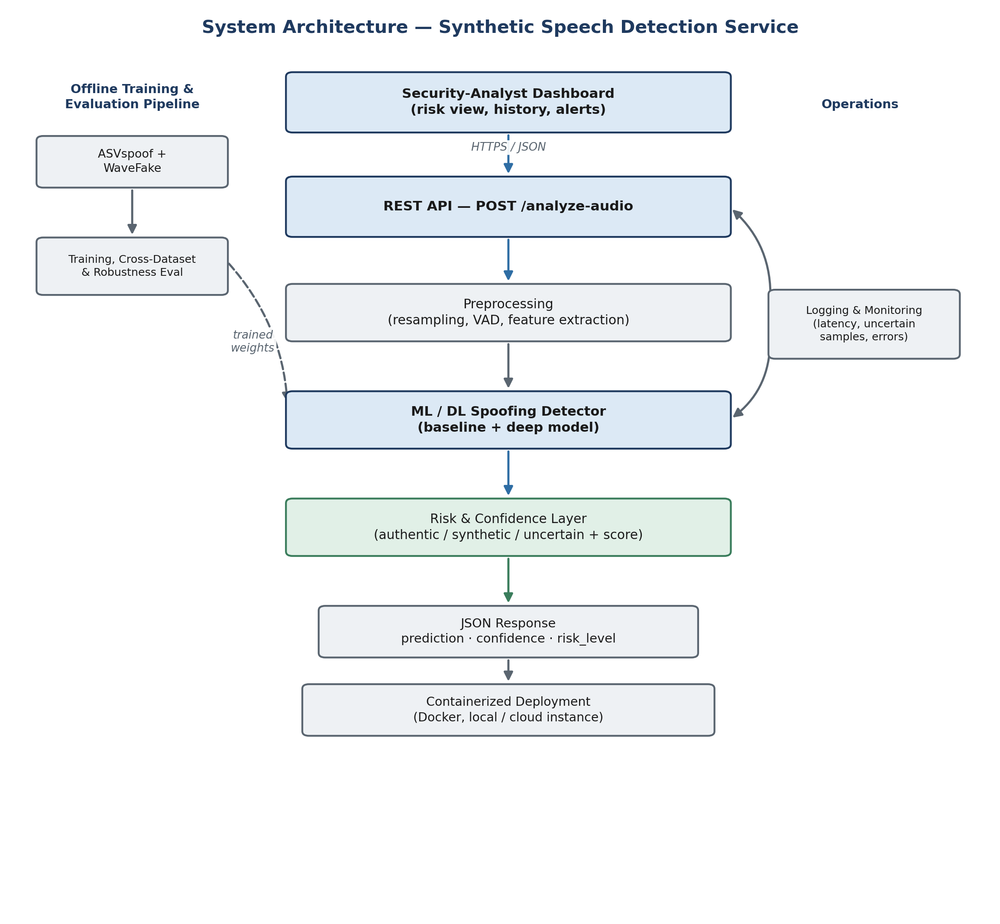 System Architecture — Synthetic Speech Detection Service
Offline Training &
Evaluation Pipeline
Security-Analyst Dashboard
(risk view, history, alerts)
Operations
HTTPS / JSON
ASVspoof +
WaveFake
REST API — POST /analyze-audio
Training, Cross-Dataset
& Robustness Eval
Preprocessing
(resampling, VAD, feature extraction)
Logging & Monitoring
(latency, uncertain
samples, errors)
trained
weights
ML / DL Spoofing Detector
(baseline + deep model)
Risk & Confidence Layer
(authentic / synthetic / uncertain + score)
JSON Response
prediction · confidence · risk_level
Containerized Deployment
(Docker, local / cloud instance)